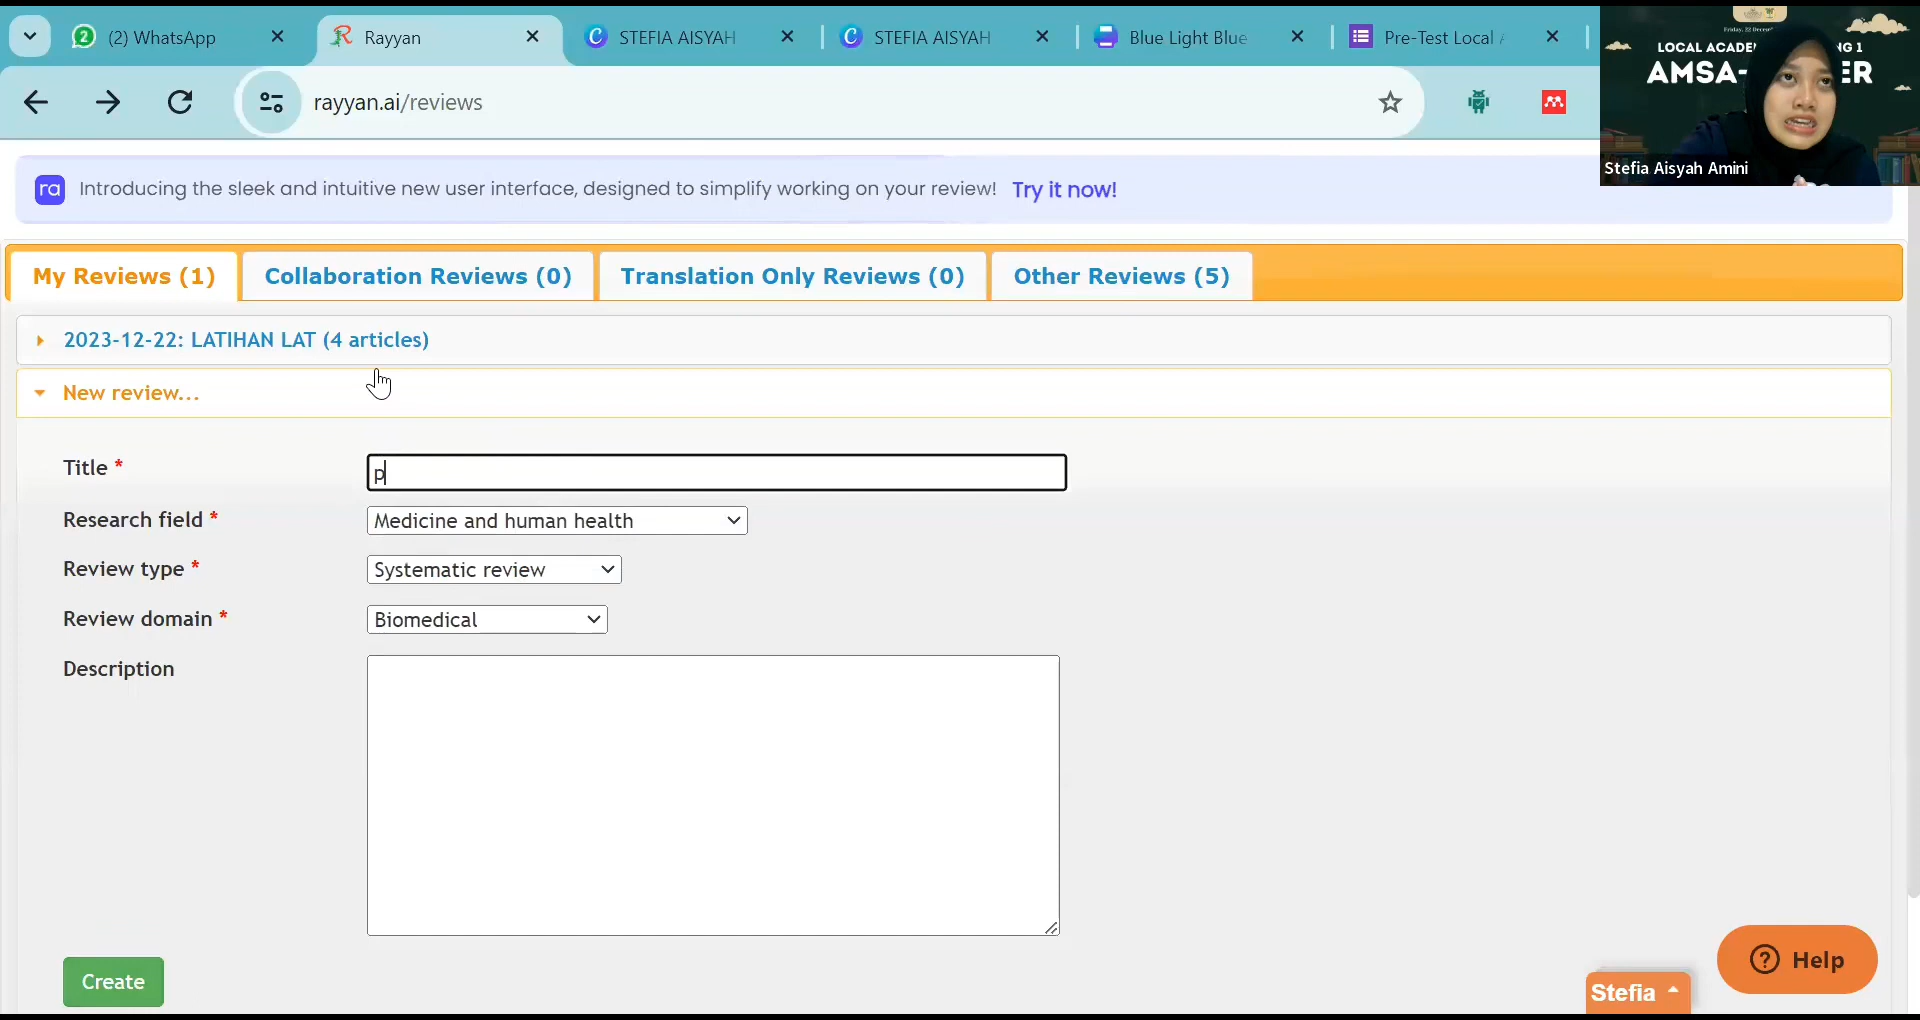 (2) WhatsApp
Rayyan
STEFIA AISYAH
STEFIA AISYAH
Blue Light Blue
Pre-Test Local
rayyan.ai/reviews
LOCAL ACADE
NG 1
AMSA-
ER
Stefia Aisyah Amini
ra
Introducing the sleek and intuitive new user interface, designed to simplify working on your review! Try it now!
My Reviews (1)
Collaboration Reviews (0)
Translation Only Reviews (0)
Other Reviews (5)
2023-12-22: LATIHAN LAT (4 articles)
New review...
Title *
p
Research field *
Medicine and human health
Review type *
Systematic review
Review domain *
Biomedical
Description
Create
Help
Stefia